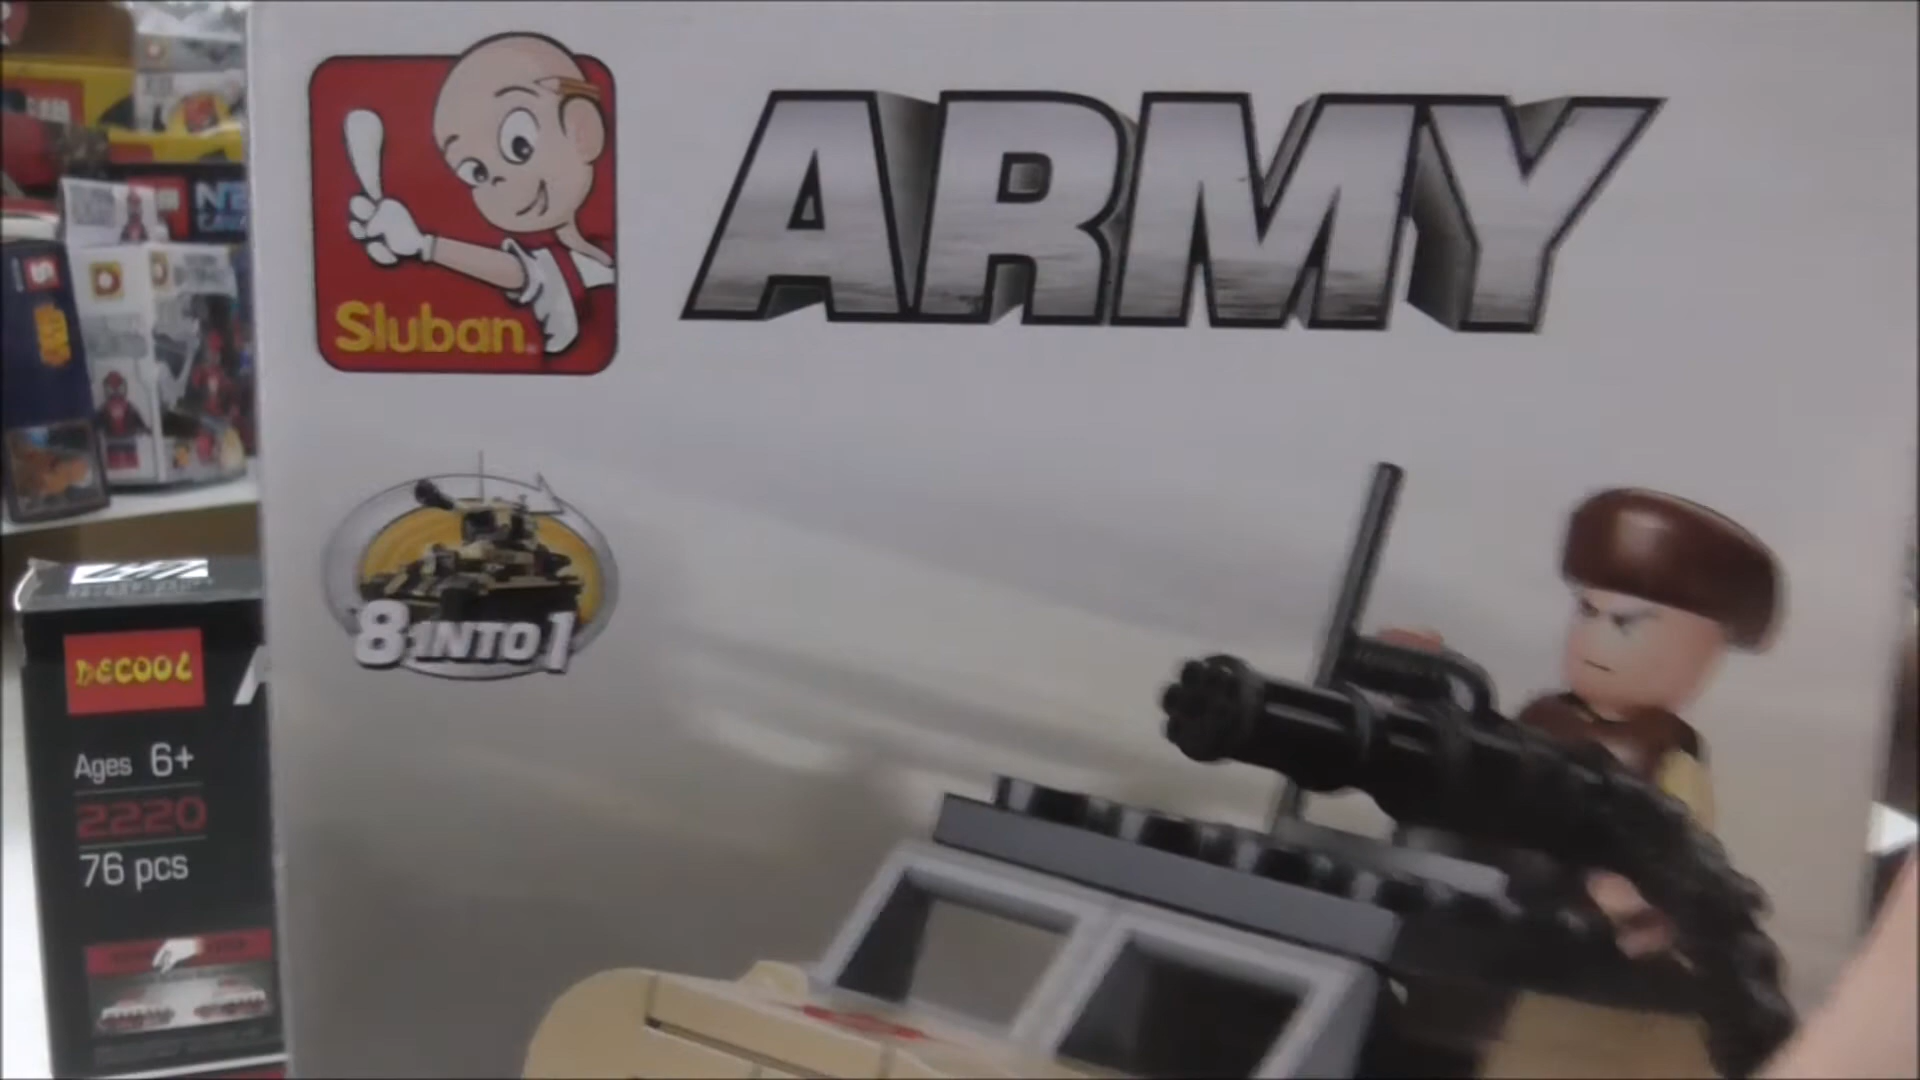 Sluban
ARMY
8 INTO 1
DECOOL
Ages 6+
2220
76 pcs